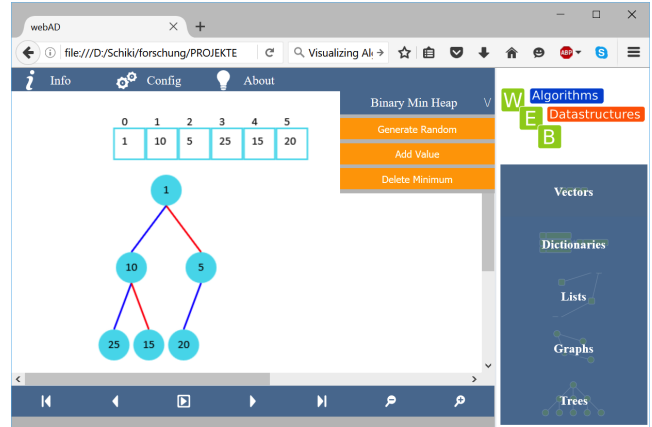 webAD
file:///D:/Schiki/forschung/PROJEKTE
Visualizing Al
ABP
Info
Config
About
Binary Min Heap
Generate Random
Add Value
Delete Minimum
0 1 2 3 4 5
1 10 5 25 15 20
1
10 5
25 15 20
W Algorithms
E Datastructures
B
Vectors
Dictionaries
Lists
Graphs
Trees